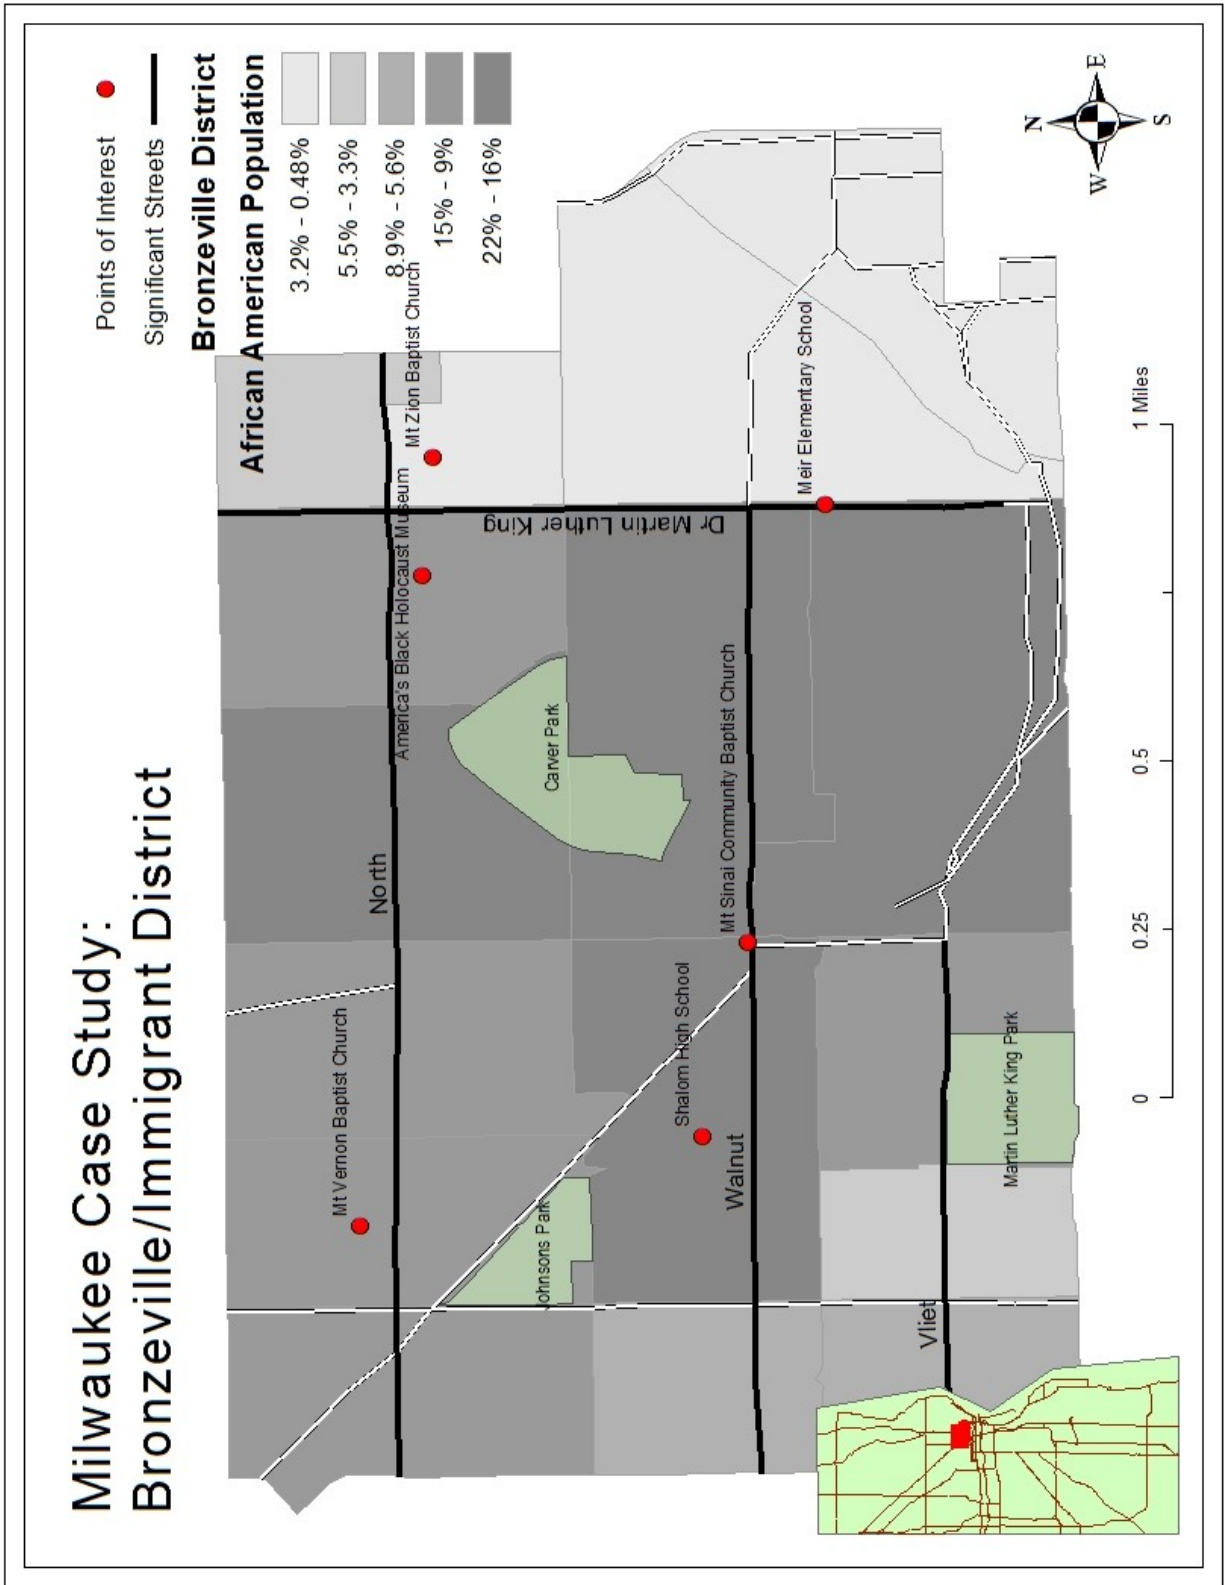 Milwaukee Case Study:
Bronzeville/Immigrant District
Points of Interest
Significant Streets
Bronzeville District
African American Population
3.2% - 0.48%
5.5% - 3.3%
8.9% - 5.6%
15% - 9%
22% - 16%
Mt Vernon Baptist Church
North
America's Black Holocaust Museum
Mt Zion Baptist Church
Dr Martin Luther King
Johnsons Park
Carver Park
Shalom High School
Walnut
Mt Sinai Community Baptist Church
Meir Elementary School
Vliet
Martin Luther King Park
0
0.25
0.5
1 Miles
N
W
E
S